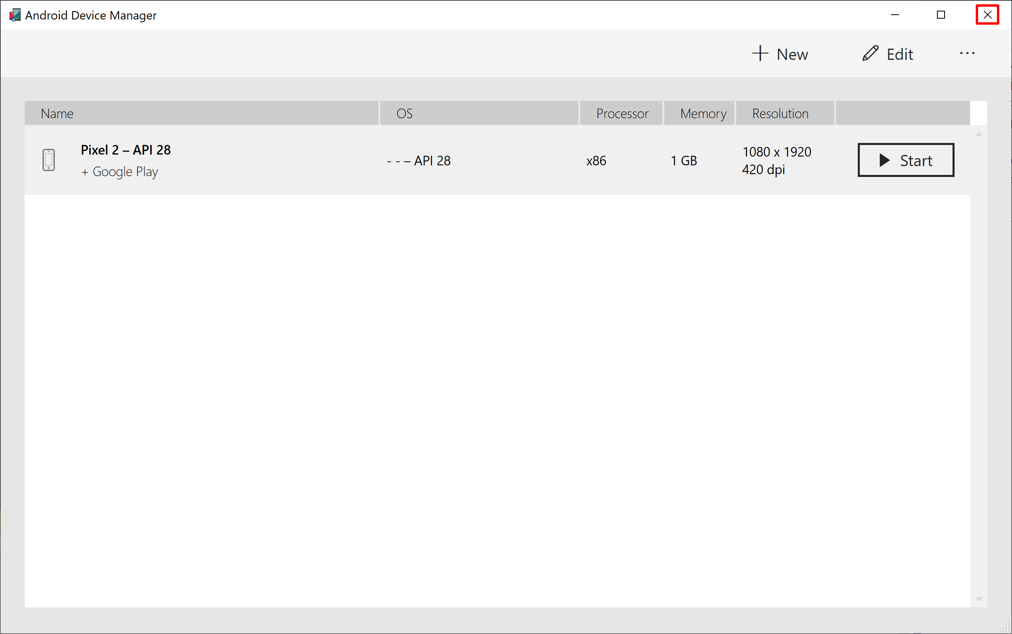 Android Device Manager
New
Edit
...
Name OS Processor Memory Resolution
Pixel 2 – API 28
+ Google Play
- - – API 28
x86
1 GB
1080 x 1920
420 dpi
Start